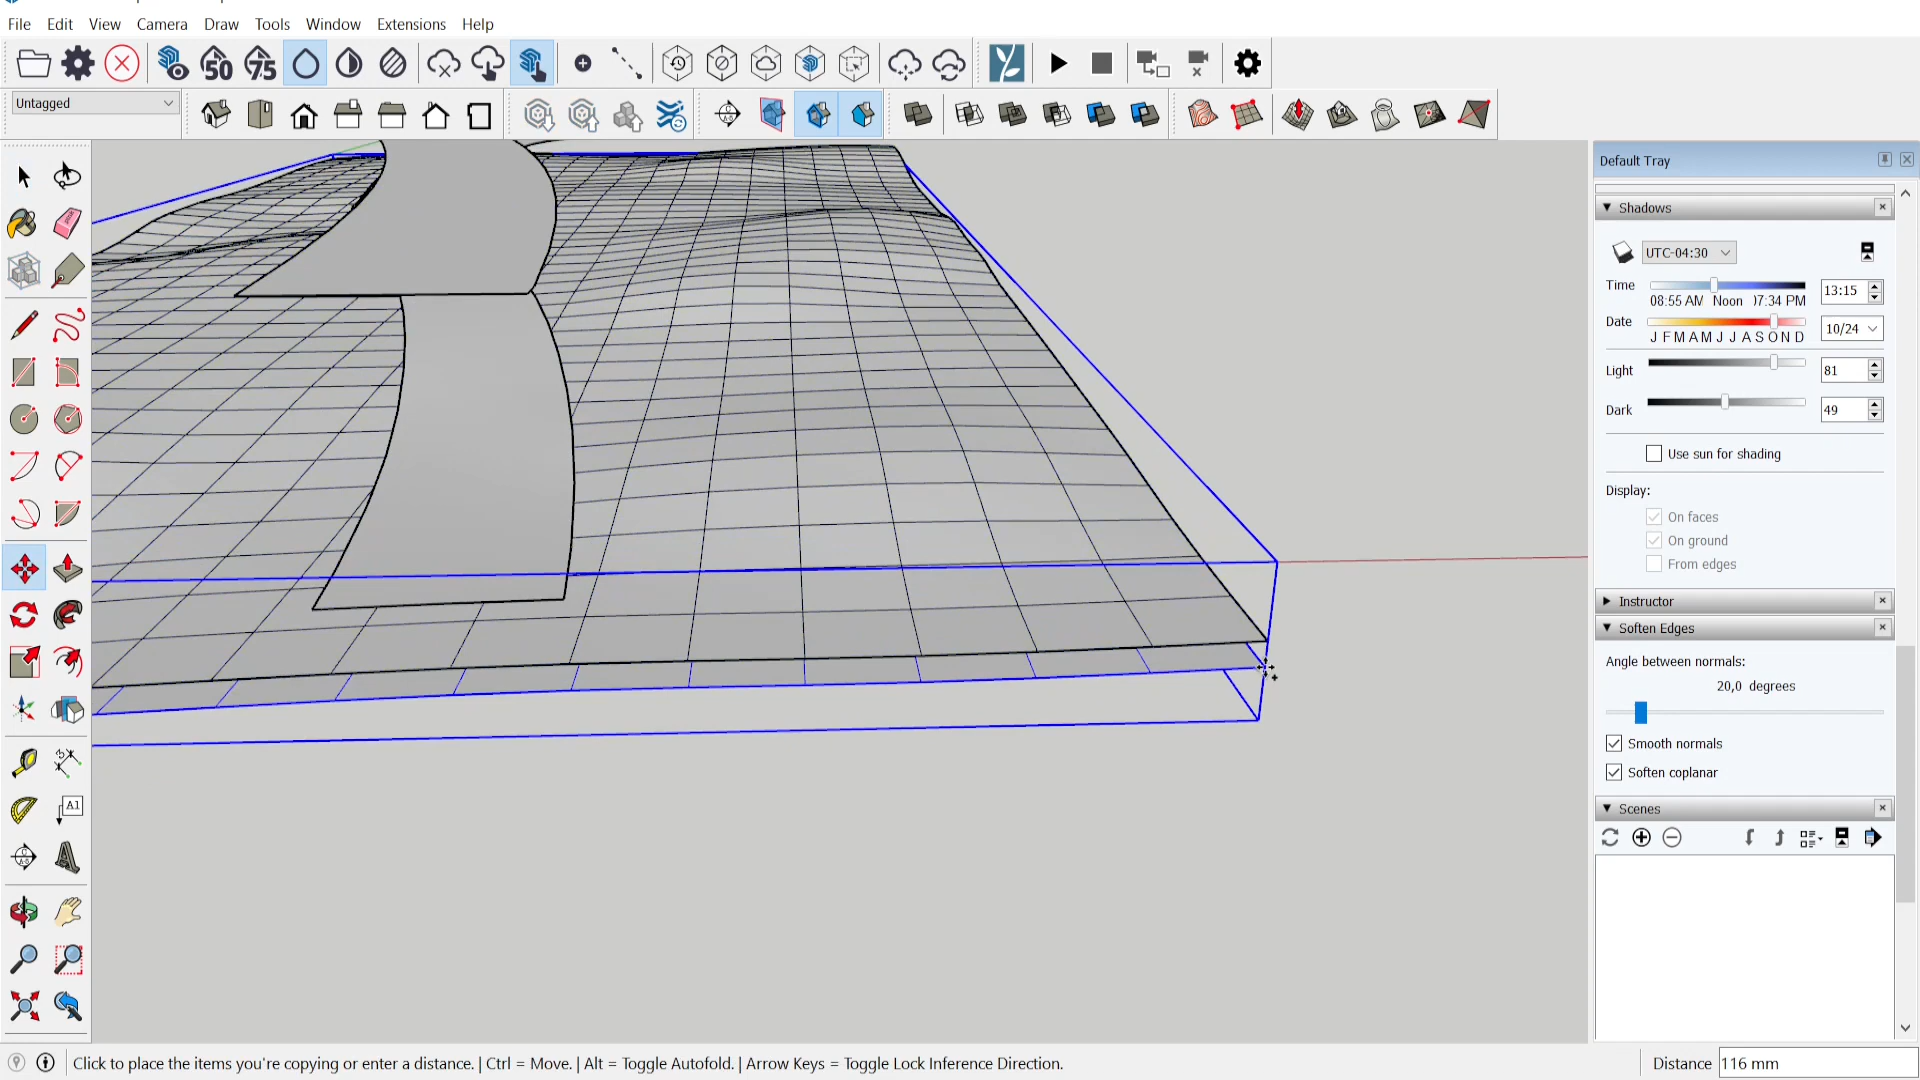 File Edit View Camera Draw Tools Window Extensions Help
50 75
Untagged
Default Tray
Shadows
UTC-04:30
Time 08:55 AM Noon 07:34 PM 13:15
Date J F M A M J J A S O N D 10/24
Light 81
Dark 49
Use sun for shading
Display:
On faces
On ground
From edges
Instructor
Soften Edges
Angle between normals:
20,0 degrees
Smooth normals
Soften coplanar
Scenes
A1
Click to place the items you're copying or enter a distance. | Ctrl = Move. | Alt = Toggle Autofold. | Arrow Keys = Toggle Lock Inference Direction.
Distance 116 mm